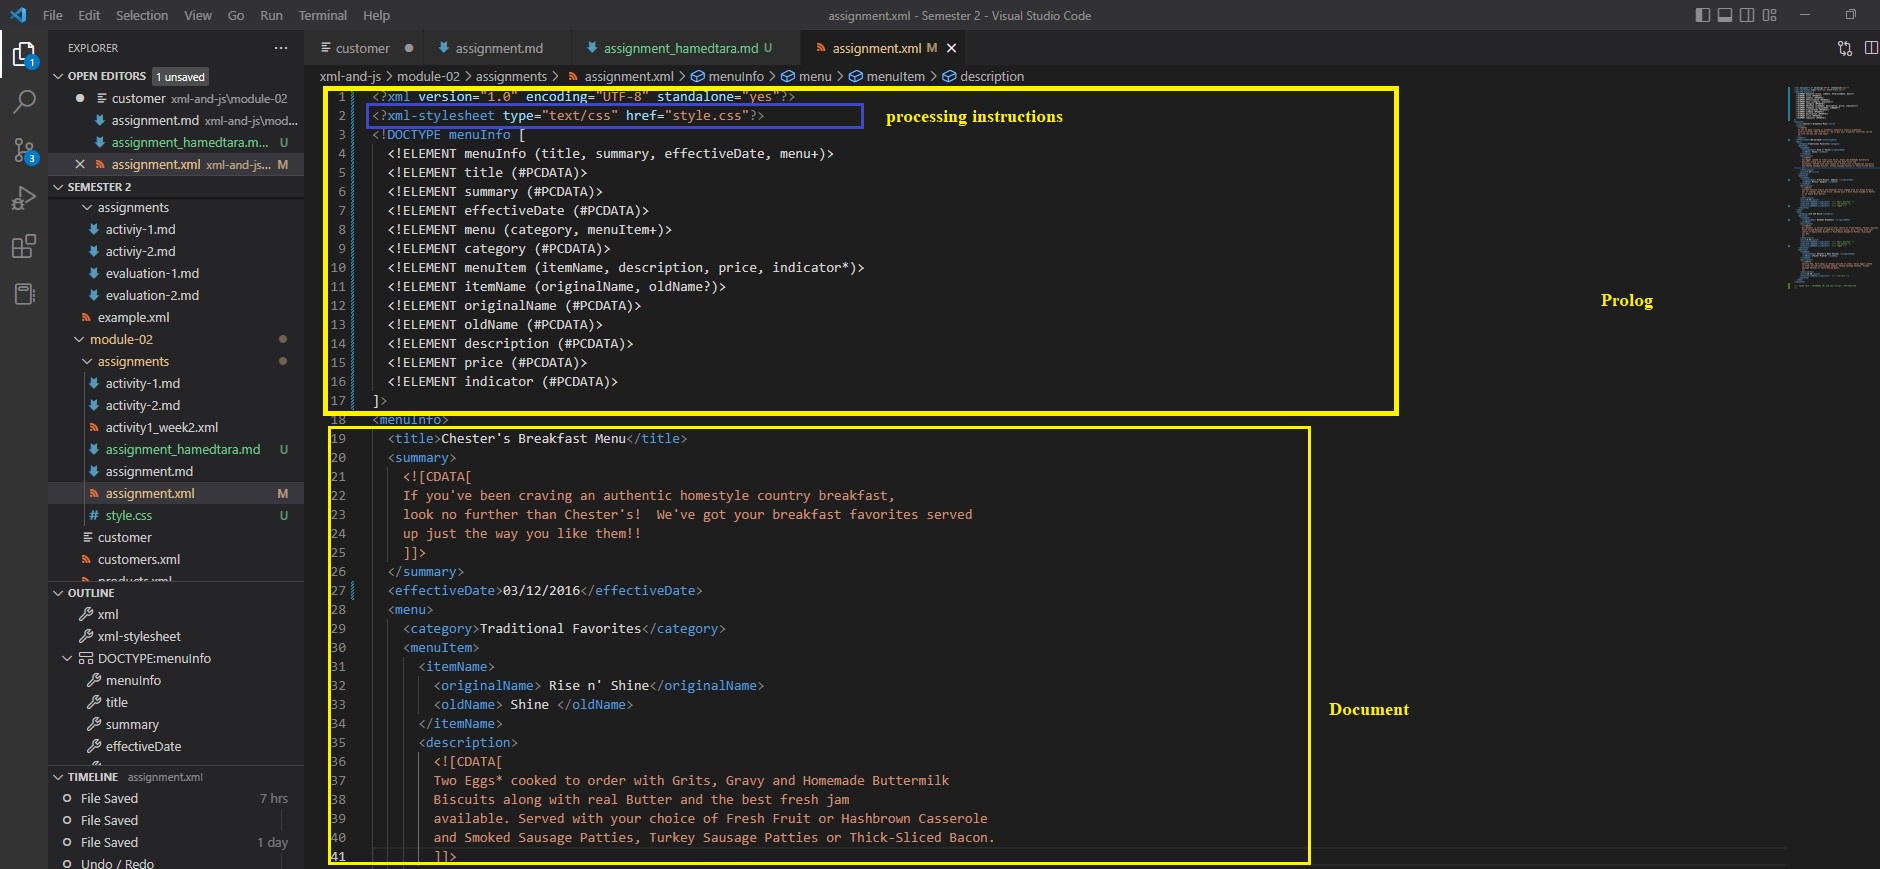 File Edit Selection View Go Run Terminal Help
assignment.xml - Semester 2 - Visual Studio Code
EXPLORER
OPEN EDITORS 1 unsaved
customer xml-and-js\module-02
assignment.md xml-and-js\mod...
assignment_hamedtara.m... U
assignment.xml xml-and-js... M
SEMESTER 2
assignments
activiy-1.md
activiy-2.md
evaluation-1.md
evaluation-2.md
example.xml
module-02
assignments
activity-1.md
activity-2.md
activity1_week2.xml
assignment_hamedtara.md U
assignment.md
assignment.xml M
style.css U
customer
customers.xml
products.xml
OUTLINE
xml
xml-stylesheet
DOCTYPE:menuInfo
menuInfo
title
summary
effectiveDate
TIMELINE assignment.xml
File Saved 7 hrs
File Saved
File Saved 1 day
Undo / Redo
1
3
customer
assignment.md
assignment_hamedtara.md U
assignment.xml M
xml-and-js > module-02 > assignments > assignment.xml > menuInfo > menu > menuItem > description
1 <?xml version="1.0" encoding="UTF-8" standalone="yes"?>
2 <?xml-stylesheet type="text/css" href="style.css"?>
processing instructions
3 <!DOCTYPE menuInfo [
4 <!ELEMENT menuInfo (title, summary, effectiveDate, menu+)>
5 <!ELEMENT title (#PCDATA)>
6 <!ELEMENT summary (#PCDATA)>
7 <!ELEMENT effectiveDate (#PCDATA)>
8 <!ELEMENT menu (category, menuItem+)>
9 <!ELEMENT category (#PCDATA)>
10 <!ELEMENT menuItem (itemName, description, price, indicator*)>
11 <!ELEMENT itemName (originalName, oldName?)>
12 <!ELEMENT originalName (#PCDATA)>
Prolog
13 <!ELEMENT oldName (#PCDATA)>
14 <!ELEMENT description (#PCDATA)>
15 <!ELEMENT price (#PCDATA)>
16 <!ELEMENT indicator (#PCDATA)>
17 ]>
18 <menuInfo>
19 <title>Chester's Breakfast Menu</title>
20 <summary>
21 <![CDATA[
22 If you've been craving an authentic homestyle country breakfast,
23 look no further than Chester's!  We've got your breakfast favorites served
24 up just the way you like them!!
25 ]]>
26 </summary>
27 <effectiveDate>03/12/2016</effectiveDate>
28 <menu>
29 <category>Traditional Favorites</category>
30 <menuItem>
31 <itemName>
32 <originalName> Rise n' Shine</originalName>
33 <oldName> Shine </oldName>
Document
34 </itemName>
35 <description>
36 <![CDATA[
37 Two Eggs* cooked to order with Grits, Gravy and Homemade Buttermilk
38 Biscuits along with real Butter and the best fresh jam
39 available. Served with your choice of Fresh Fruit or Hashbrown Casserole
40 and Smoked Sausage Patties, Turkey Sausage Patties or Thick-Sliced Bacon.
41 ]]>